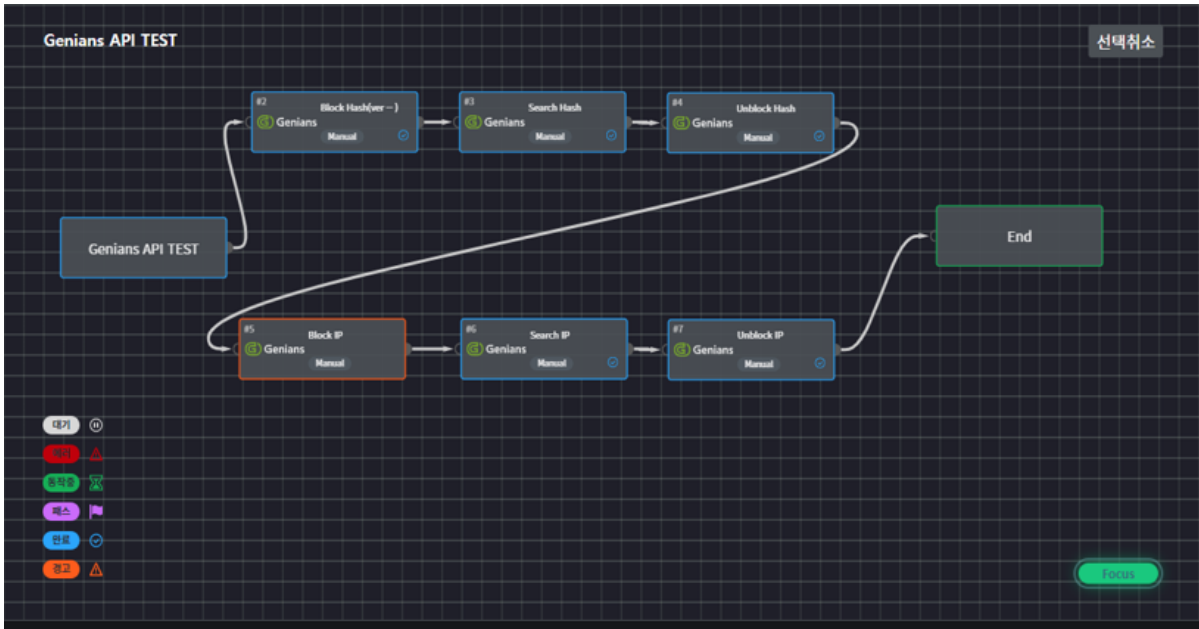 Genians API TEST
선택취소
#2
Block Hash(ver – )
Genians
Manual
#3
Search Hash
Genians
Manual
#4
Unblock Hash
Genians
Manual
Genians API TEST
End
#5
Block IP
Genians
Manual
#6
Search IP
Genians
Manual
#7
Unblock IP
Genians
Manual
대기
에러
동작중
패스
완료
경고
Focus